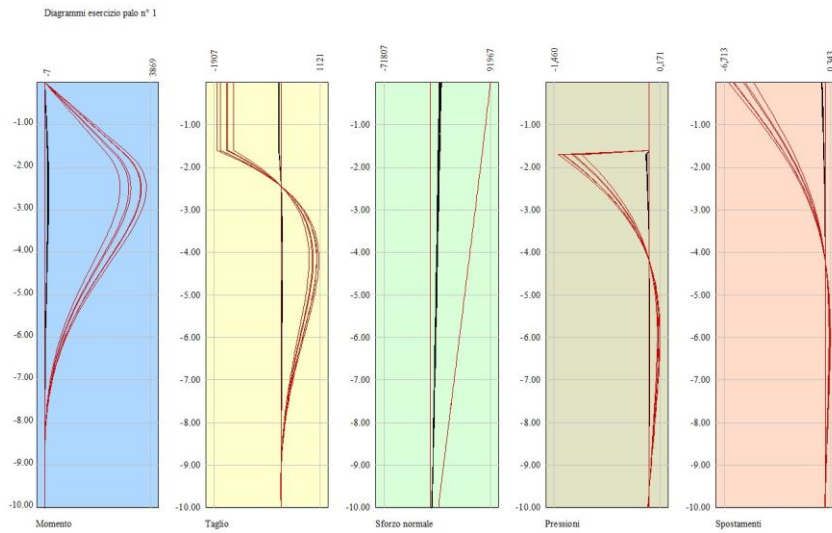 Diagrammi esercizio palo n° 1
-7 3869 -1907 1121 -71807 91967 -1,460 0,171 -6,713 0,343
-1.00 -1.00 -1.00 -1.00 -1.00
-2.00 -2.00 -2.00 -2.00 -2.00
-3.00 -3.00 -3.00 -3.00 -3.00
-4.00 -4.00 -4.00 -4.00 -4.00
-5.00 -5.00 -5.00 -5.00 -5.00
-6.00 -6.00 -6.00 -6.00 -6.00
-7.00 -7.00 -7.00 -7.00 -7.00
-8.00 -8.00 -8.00 -8.00 -8.00
-9.00 -9.00 -9.00 -9.00 -9.00
-10.00 -10.00 -10.00 -10.00 -10.00
Momento Taglio Sforzo normale Pressioni Spostamenti